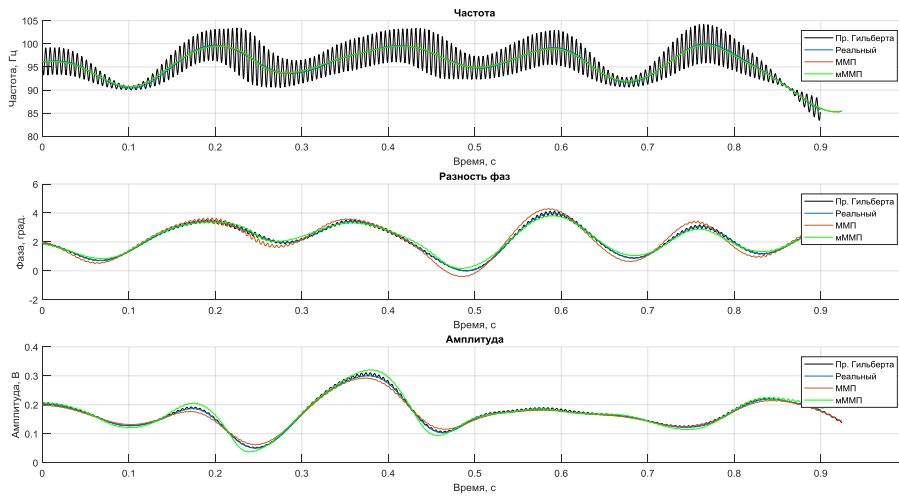 Частота
105
100
95
90
85
80
Частота, Гц
0 0.1 0.2 0.3 0.4 0.5 0.6 0.7 0.8 0.9
Время, с
Пр. Гильберта
Реальный
ММП
мММП
Разность фаз
6
4
2
0
-2
Фаза, град.
0 0.1 0.2 0.3 0.4 0.5 0.6 0.7 0.8 0.9
Время, с
Пр. Гильберта
Реальный
ММП
мММП
Амплитуда
0.4
0.3
0.2
0.1
0
Амплитуда, В
0 0.1 0.2 0.3 0.4 0.5 0.6 0.7 0.8 0.9
Время, с
Пр. Гильберта
Реальный
ММП
мММП